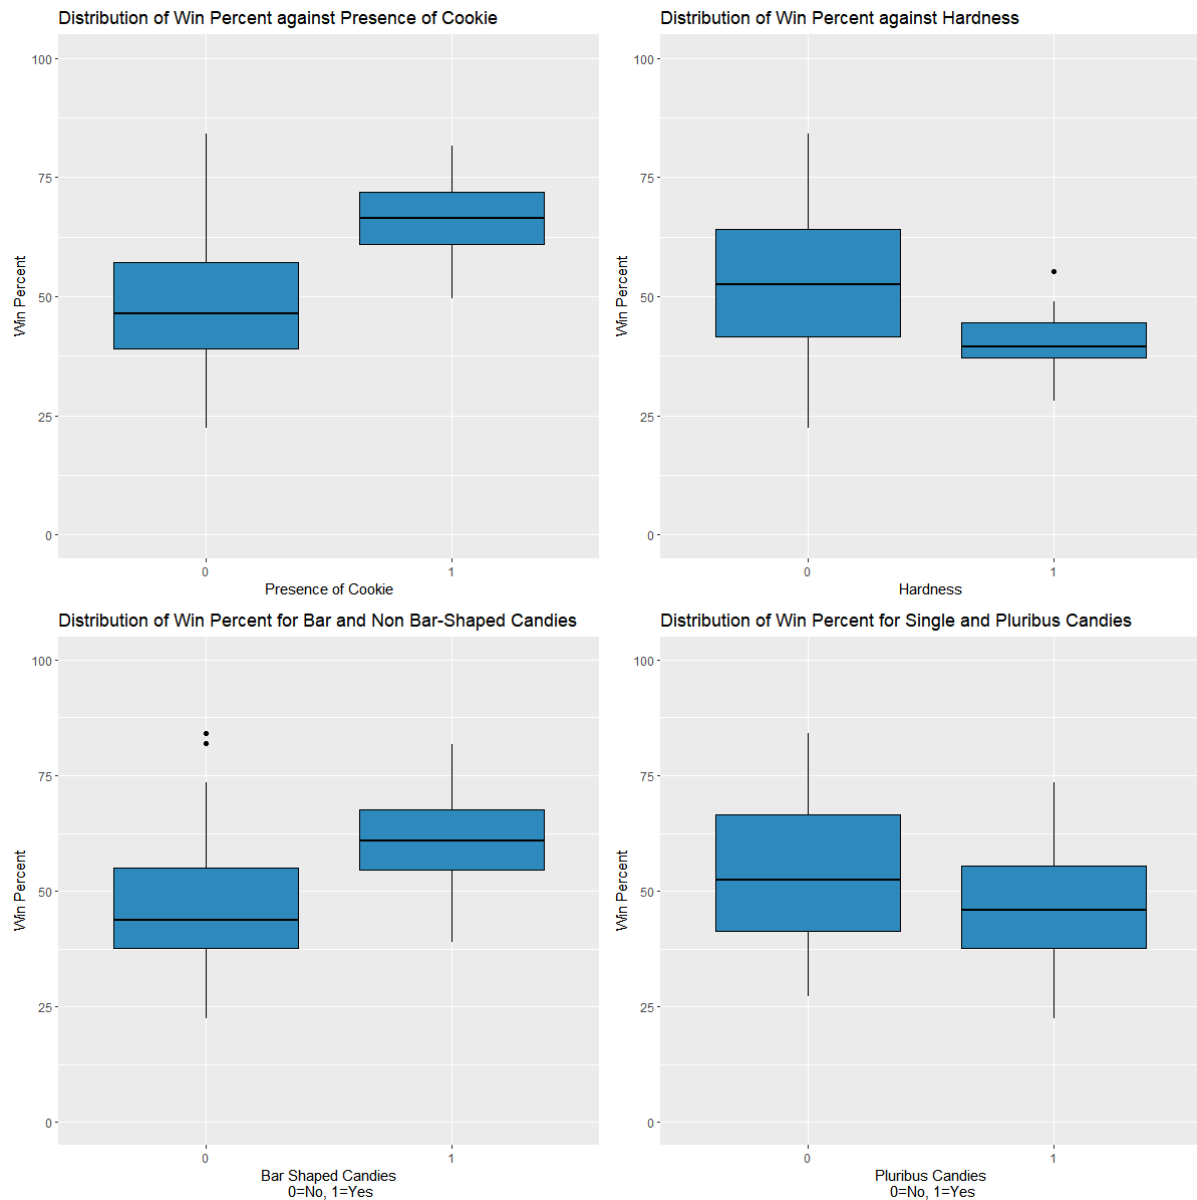 Distribution of Win Percent against Presence of Cookie
100
75
50
25
0
Win Percent
0 1
Presence of Cookie
Distribution of Win Percent against Hardness
100
75
50
25
0
Win Percent
0 1
Hardness
Distribution of Win Percent for Bar and Non Bar-Shaped Candies
100
75
50
25
0
Win Percent
0 1
Bar Shaped Candies
0=No, 1=Yes
Distribution of Win Percent for Single and Pluribus Candies
100
75
50
25
0
Win Percent
0 1
Pluribus Candies
0=No, 1=Yes